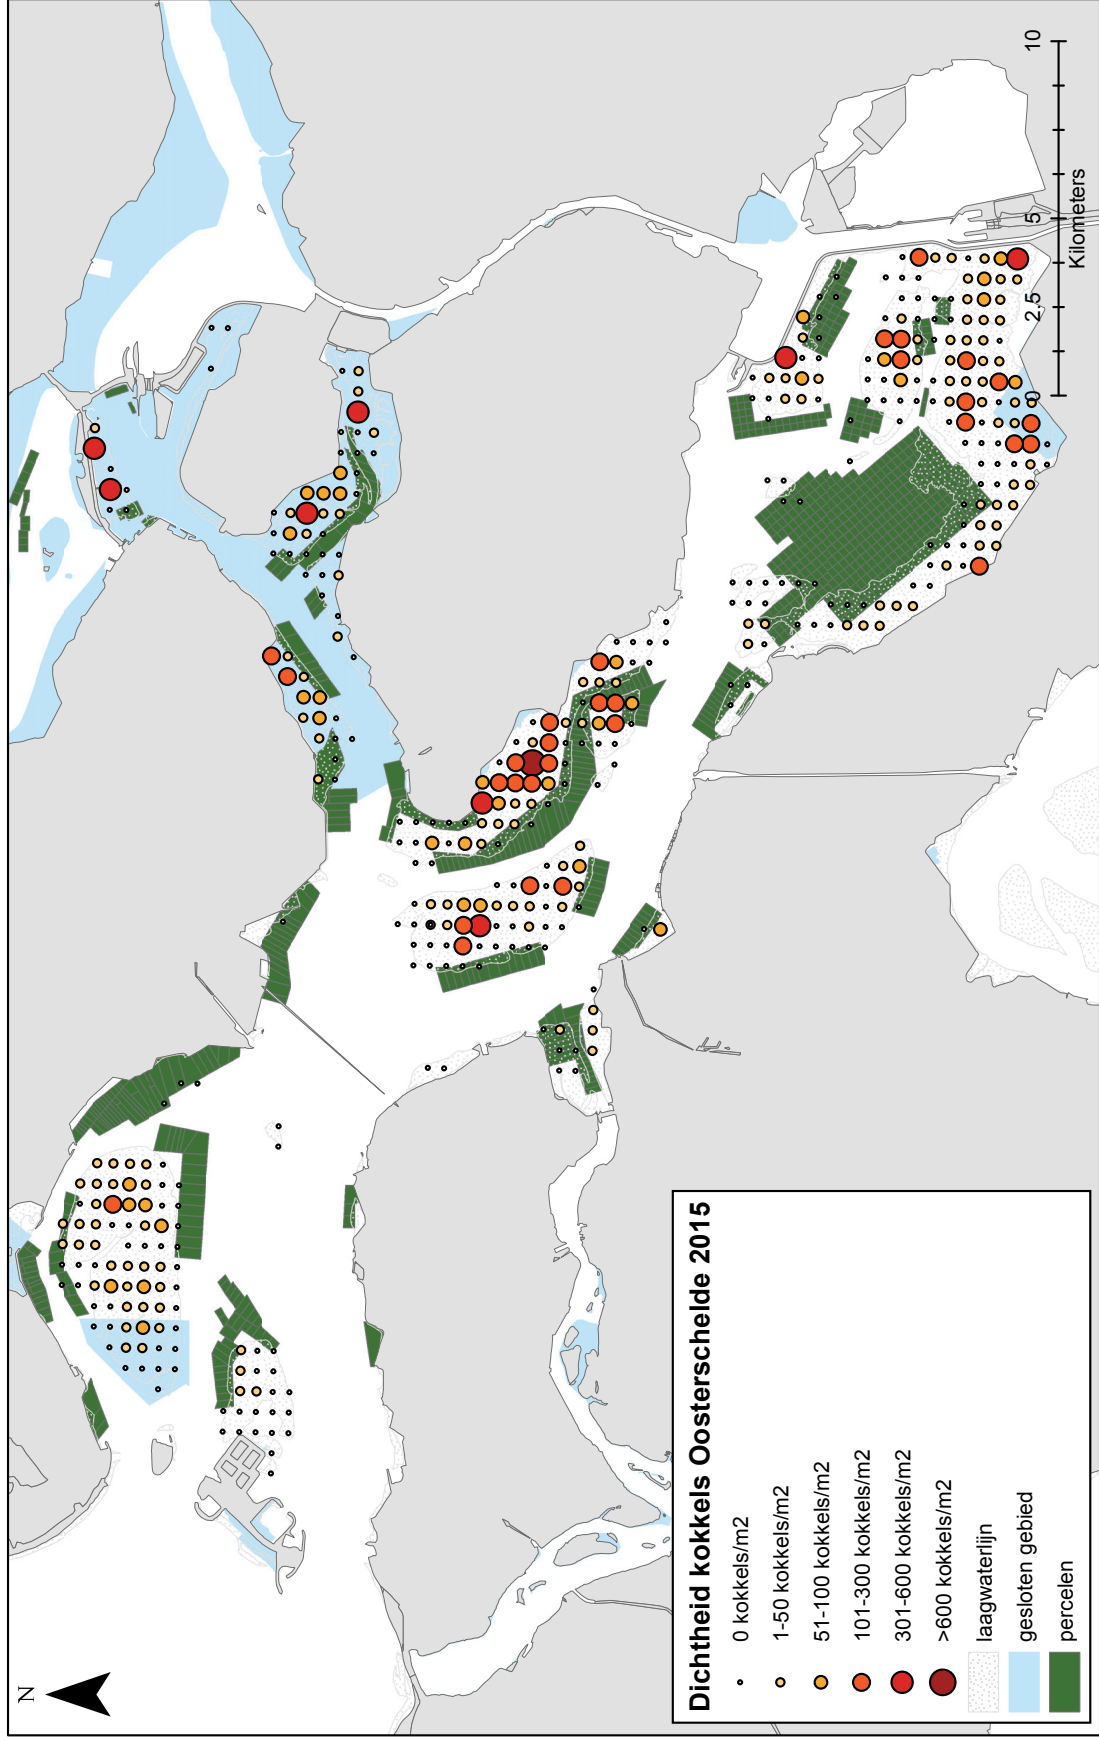 N
Dichtheid kokkels Oosterschelde 2015
0 kokkels/m2
1-50 kokkels/m2
51-100 kokkels/m2
101-300 kokkels/m2
301-600 kokkels/m2
>600 kokkels/m2
laagwaterlijn
gesloten gebied
percelen
0 2,5 5 10
Kilometers